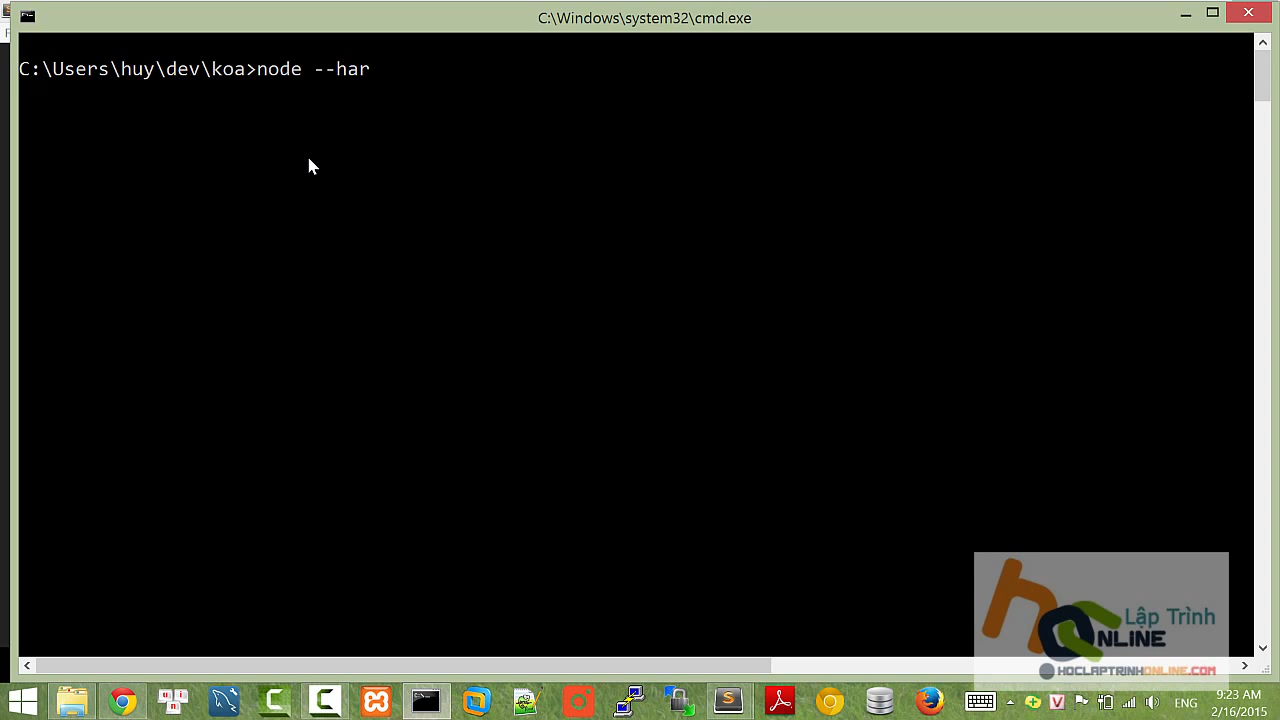 C:\Windows\system32\cmd.exe
C:\Users\huy\dev\koa>node --har
Lập Trình
NLINE
HOCLAPTRINHONLINE.COM
ENG
9:23 AM
2/16/2015